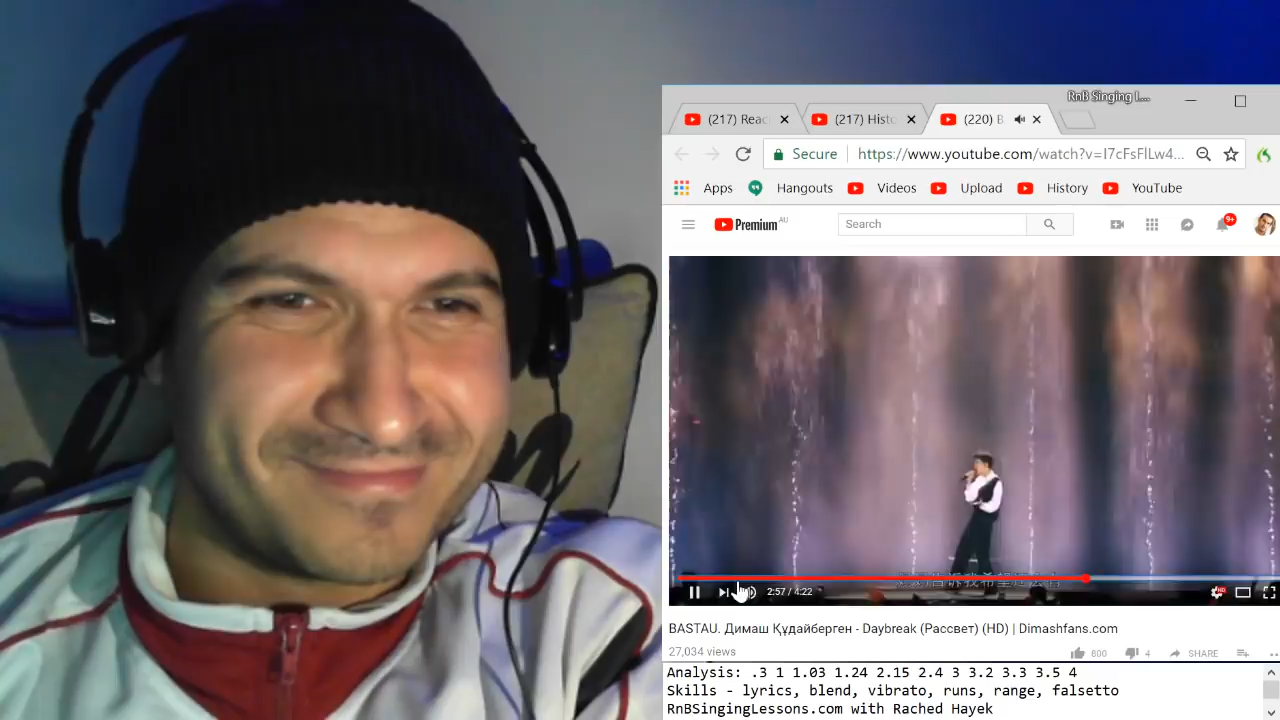 RnB Singing L...
(217) Reac
(217) Histo
(220) B
Secure
https://www.youtube.com/watch?v=I7cFsFlLw4...
Apps
Hangouts
Videos
Upload
History
YouTube
Premium AU
Search
9+
2:57 / 4:22
HD
BASTAU. Димаш Құдайберген - Daybreak (Рассвет) (HD) | Dimashfans.com
27,034 views
800
4
SHARE
Analysis: .3 1 1.03 1.24 2.15 2.4 3 3.2 3.3 3.5 4
Skills - lyrics, blend, vibrato, runs, range, falsetto
RnBSingingLessons.com with Rached Hayek